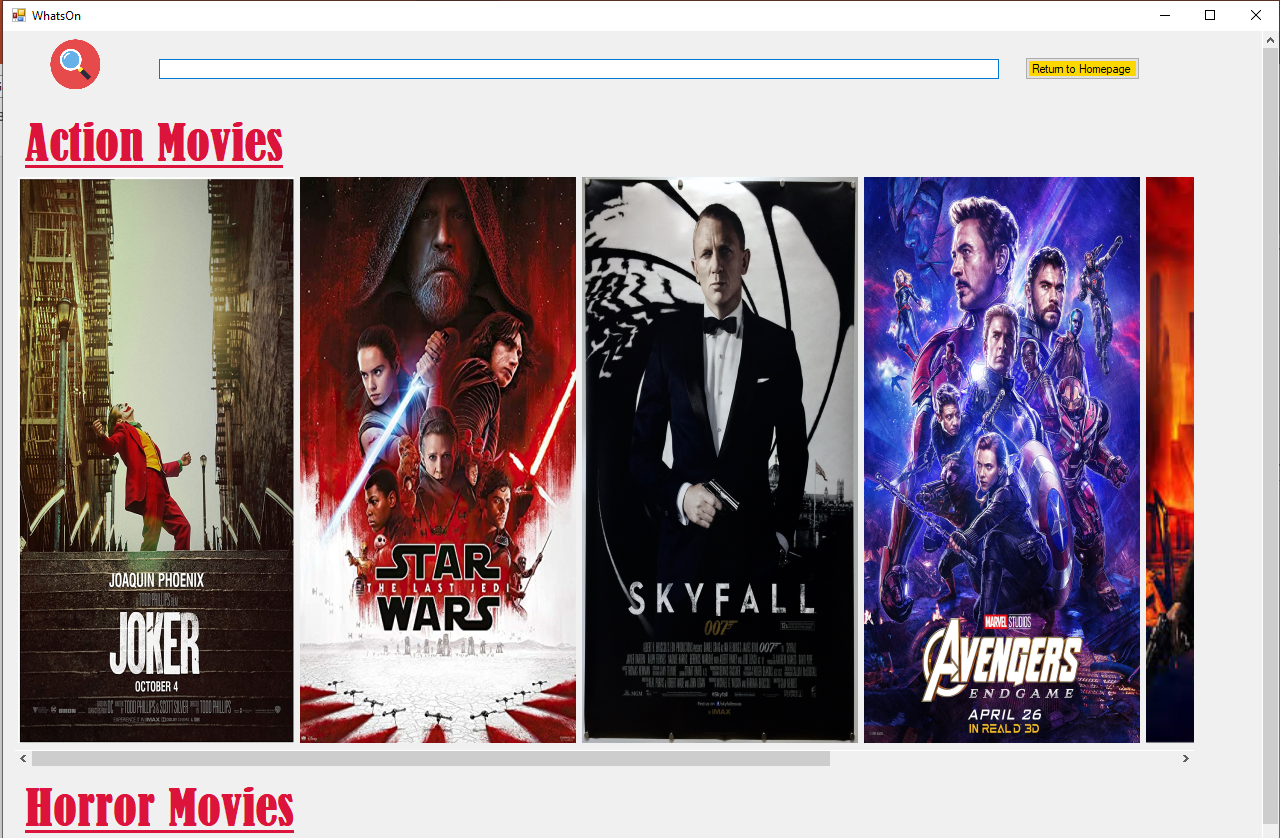 WhatsOn
Return to Homepage
Action Movies
JOAQUIN PHOENIX
JOKER
OCTOBER 4
STAR
THE LAST JEDI
WARS
SKYFALL
007
MARVEL STUDIOS
AVENGERS
ENDGAME
APRIL 26
IN REAL D 3D
Horror Movies